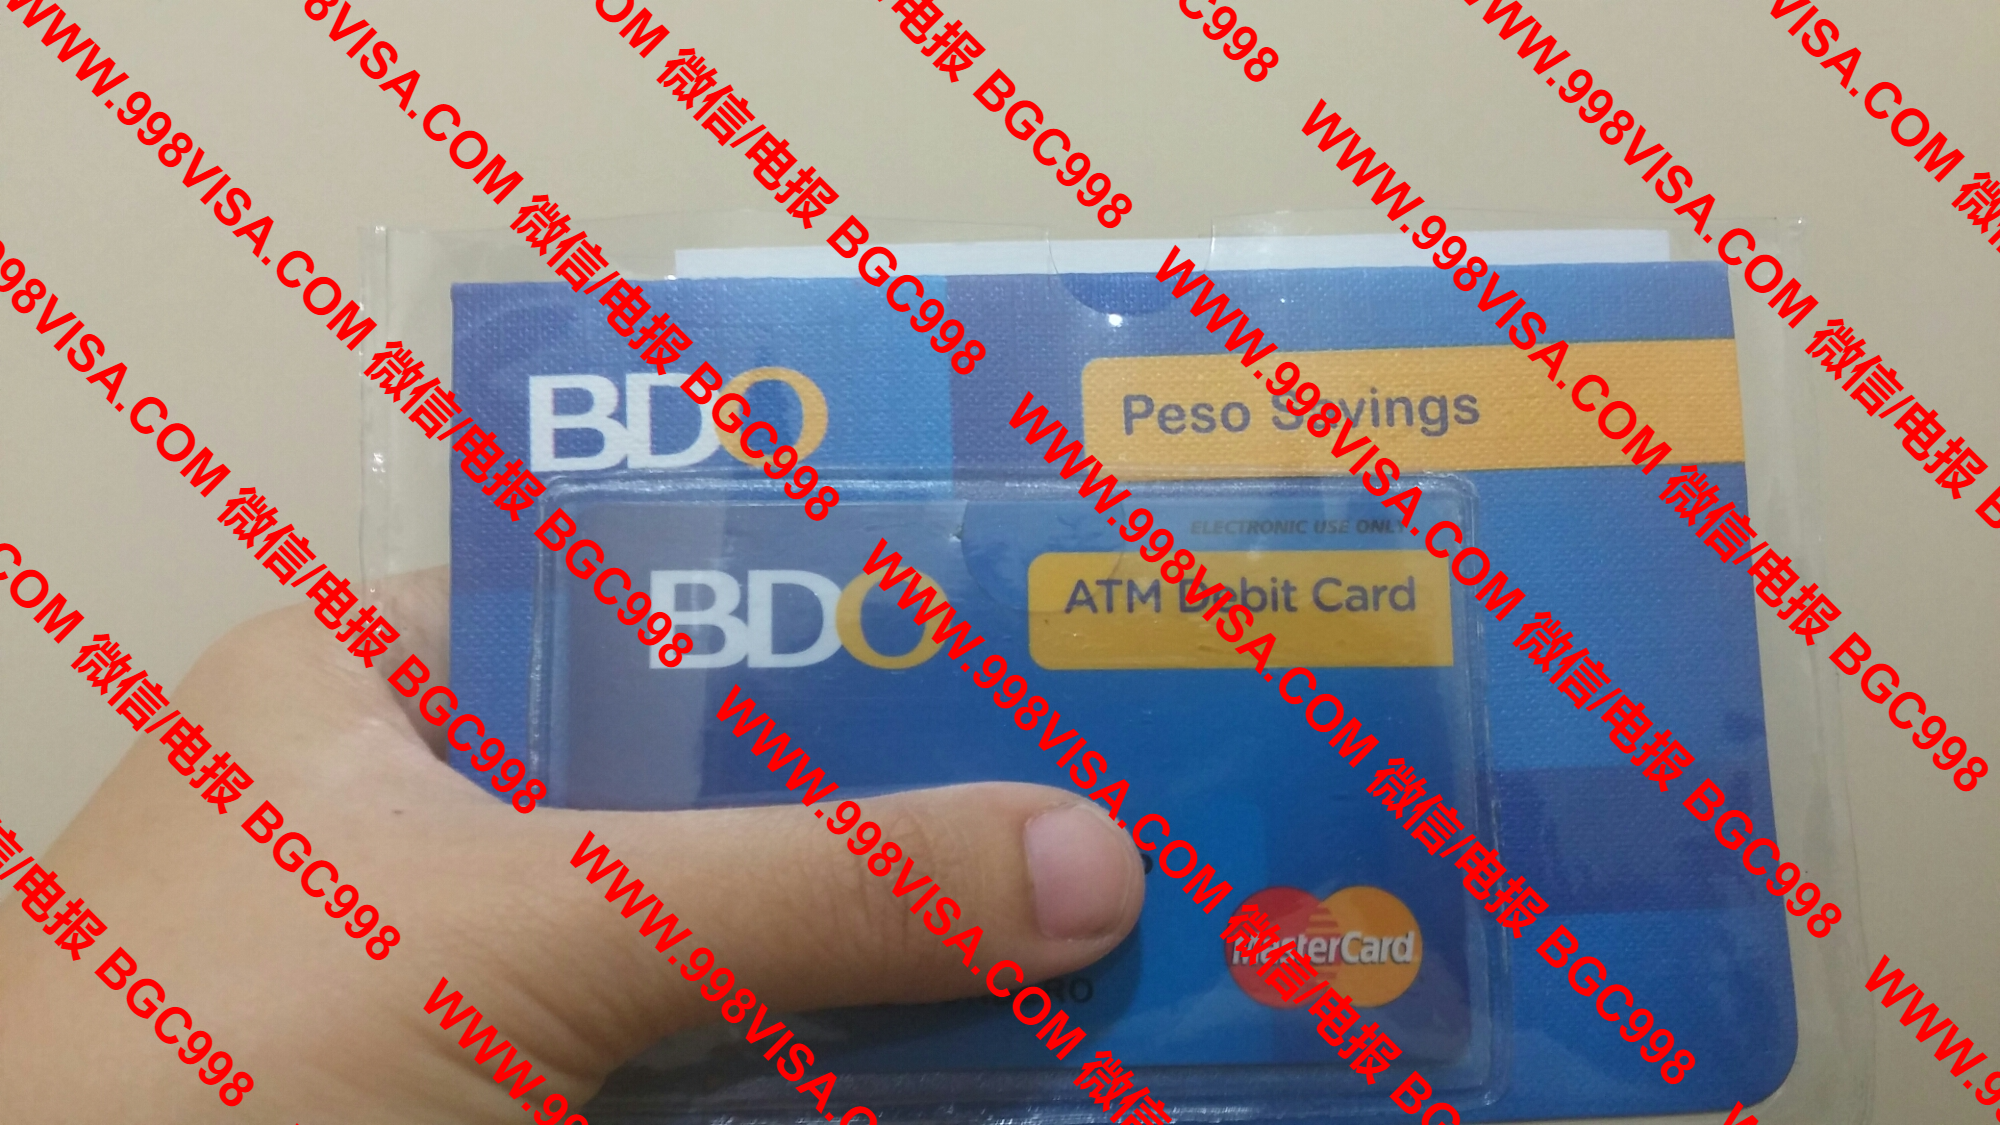 WWW.998VISA.COM 微信/电报 BGC998
BDO
Peso Savings
ELECTRONIC USE ONLY
BDO
ATM Debit Card
MasterCard